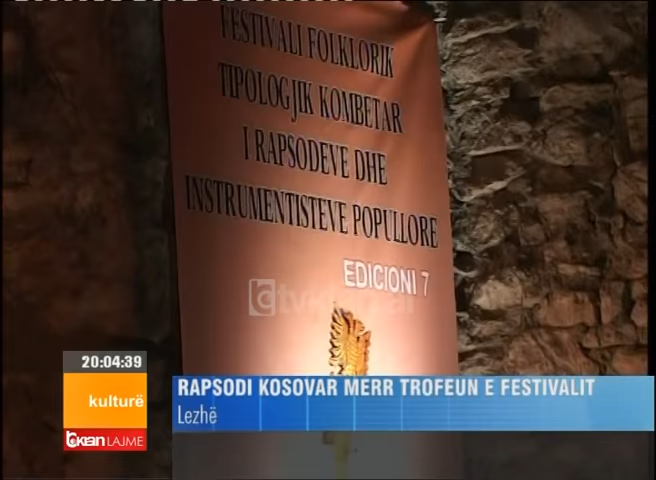 FESTIVALI FOLKLORIK
TIPOLOGJIK KOMBETAR
I RAPSODEVE DHE
INSTRUMENTISTEVE POPULLORE
EDICIONI 7
20:04:39
kulturë
LAJME
RAPSODI KOSOVAR MERR TROFEUN E FESTIVALIT
Lezhë